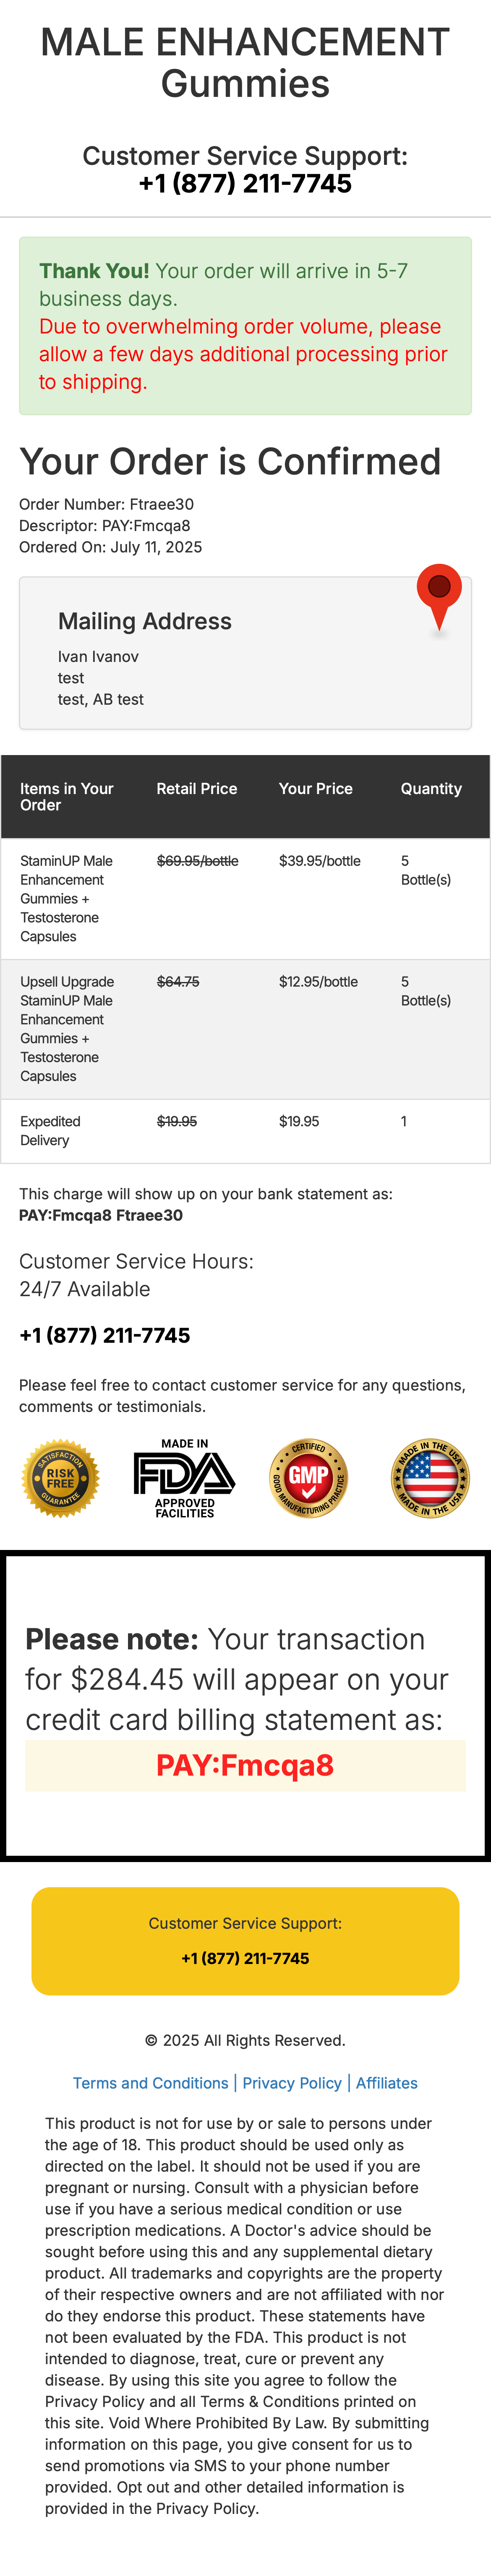 MALE ENHANCEMENT
Gummies
Customer Service Support:
+1 (877) 211-7745
Thank You! Your order will arrive in 5-7
business days.
Due to overwhelming order volume, please
allow a few days additional processing prior
to shipping.
Your Order is Confirmed
Order Number: Ftraee30
Descriptor: PAY:Fmcqa8
Ordered On: July 11, 2025
Mailing Address
Ivan Ivanov
test
test, AB test
Items in Your Order Retail Price Your Price Quantity
StaminUP Male Enhancement Gummies + Testosterone Capsules $69.95/bottle $39.95/bottle 5 Bottle(s)
Upsell Upgrade StaminUP Male Enhancement Gummies + Testosterone Capsules $64.75 $12.95/bottle 5 Bottle(s)
Expedited Delivery $19.95 $19.95 1
This charge will show up on your bank statement as:
PAY:Fmcqa8 Ftraee30
Customer Service Hours:
24/7 Available
+1 (877) 211-7745
Please feel free to contact customer service for any questions,
comments or testimonials.
SATISFACTION
RISK
FREE
GUARANTEE
MADE IN
FDA
APPROVED
FACILITIES
CERTIFIED
GMP
GOOD MANUFACTURING PRACTICE
MADE IN THE USA
MADE IN THE USA
Please note: Your transaction
for $284.45 will appear on your
credit card billing statement as:
PAY:Fmcqa8
Customer Service Support:
+1 (877) 211-7745
© 2025 All Rights Reserved.
Terms and Conditions | Privacy Policy | Affiliates
This product is not for use by or sale to persons under
the age of 18. This product should be used only as
directed on the label. It should not be used if you are
pregnant or nursing. Consult with a physician before
use if you have a serious medical condition or use
prescription medications. A Doctor's advice should be
sought before using this and any supplemental dietary
product. All trademarks and copyrights are the property
of their respective owners and are not affiliated with nor
do they endorse this product. These statements have
not been evaluated by the FDA. This product is not
intended to diagnose, treat, cure or prevent any
disease. By using this site you agree to follow the
Privacy Policy and all Terms & Conditions printed on
this site. Void Where Prohibited By Law. By submitting
information on this page, you give consent for us to
send promotions via SMS to your phone number
provided. Opt out and other detailed information is
provided in the Privacy Policy.